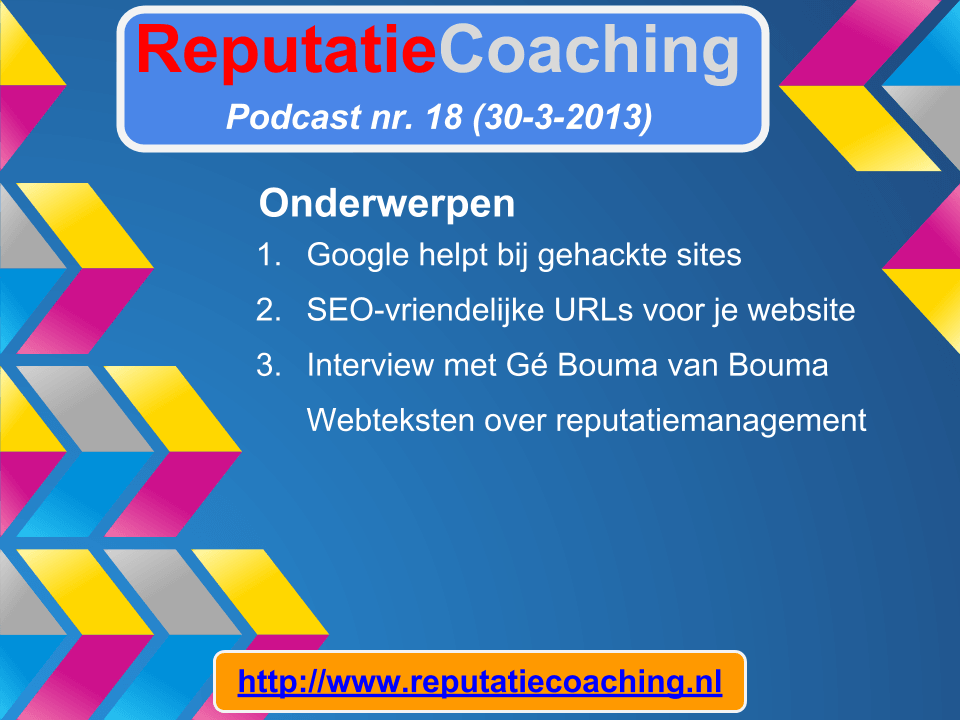 ReputatieCoaching
Podcast nr. 18 (30-3-2013)
Onderwerpen
1. Google helpt bij gehackte sites
2. SEO-vriendelijke URLs voor je website
3. Interview met Gé Bouma van Bouma
Webteksten over reputatiemanagement
http://www.reputatiecoaching.nl